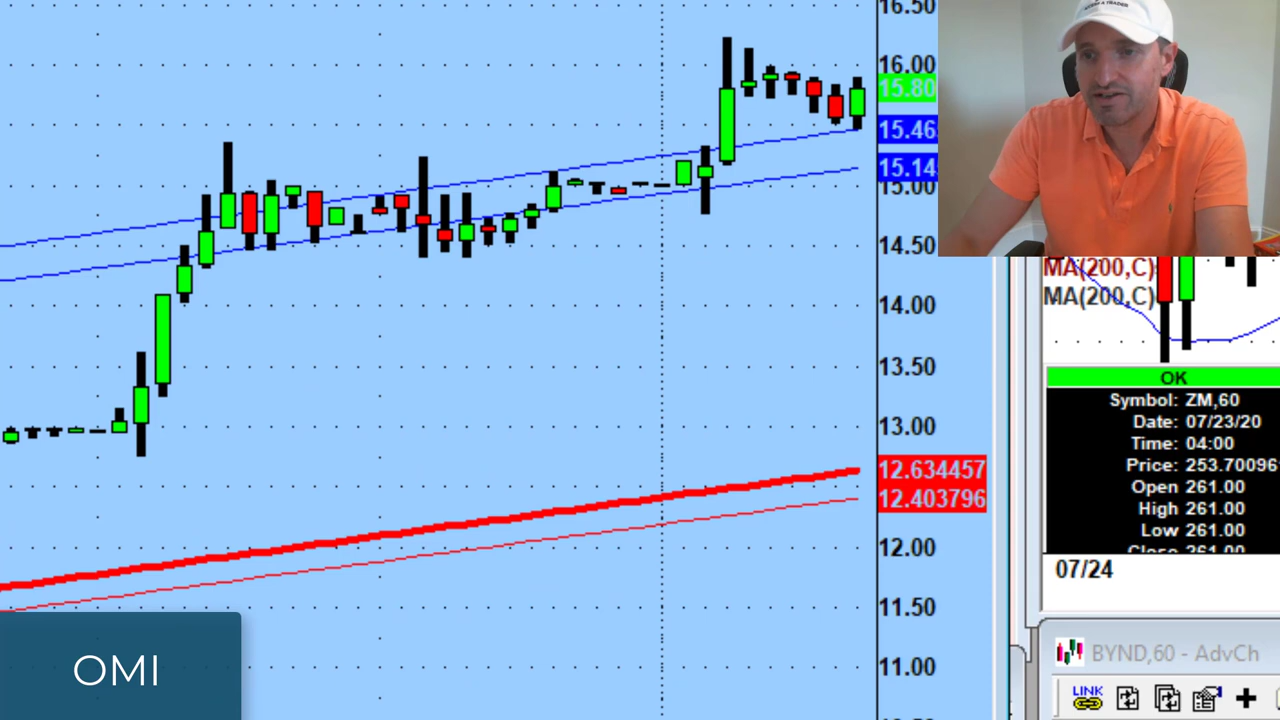 16.50
16.00
15.80
15.46
15.14
15.00
14.50
14.00
13.50
13.00
12.634457
12.403796
12.00
11.50
11.00
OMI
MA(200,C)
MA(200,C)
OK
Symbol: ZM,60
Date: 07/23/20
Time: 04:00
Price: 253.70096
Open 261.00
High 261.00
Low 261.00
Close 261.00
07/24
BYND,60 - AdvCh
LINK